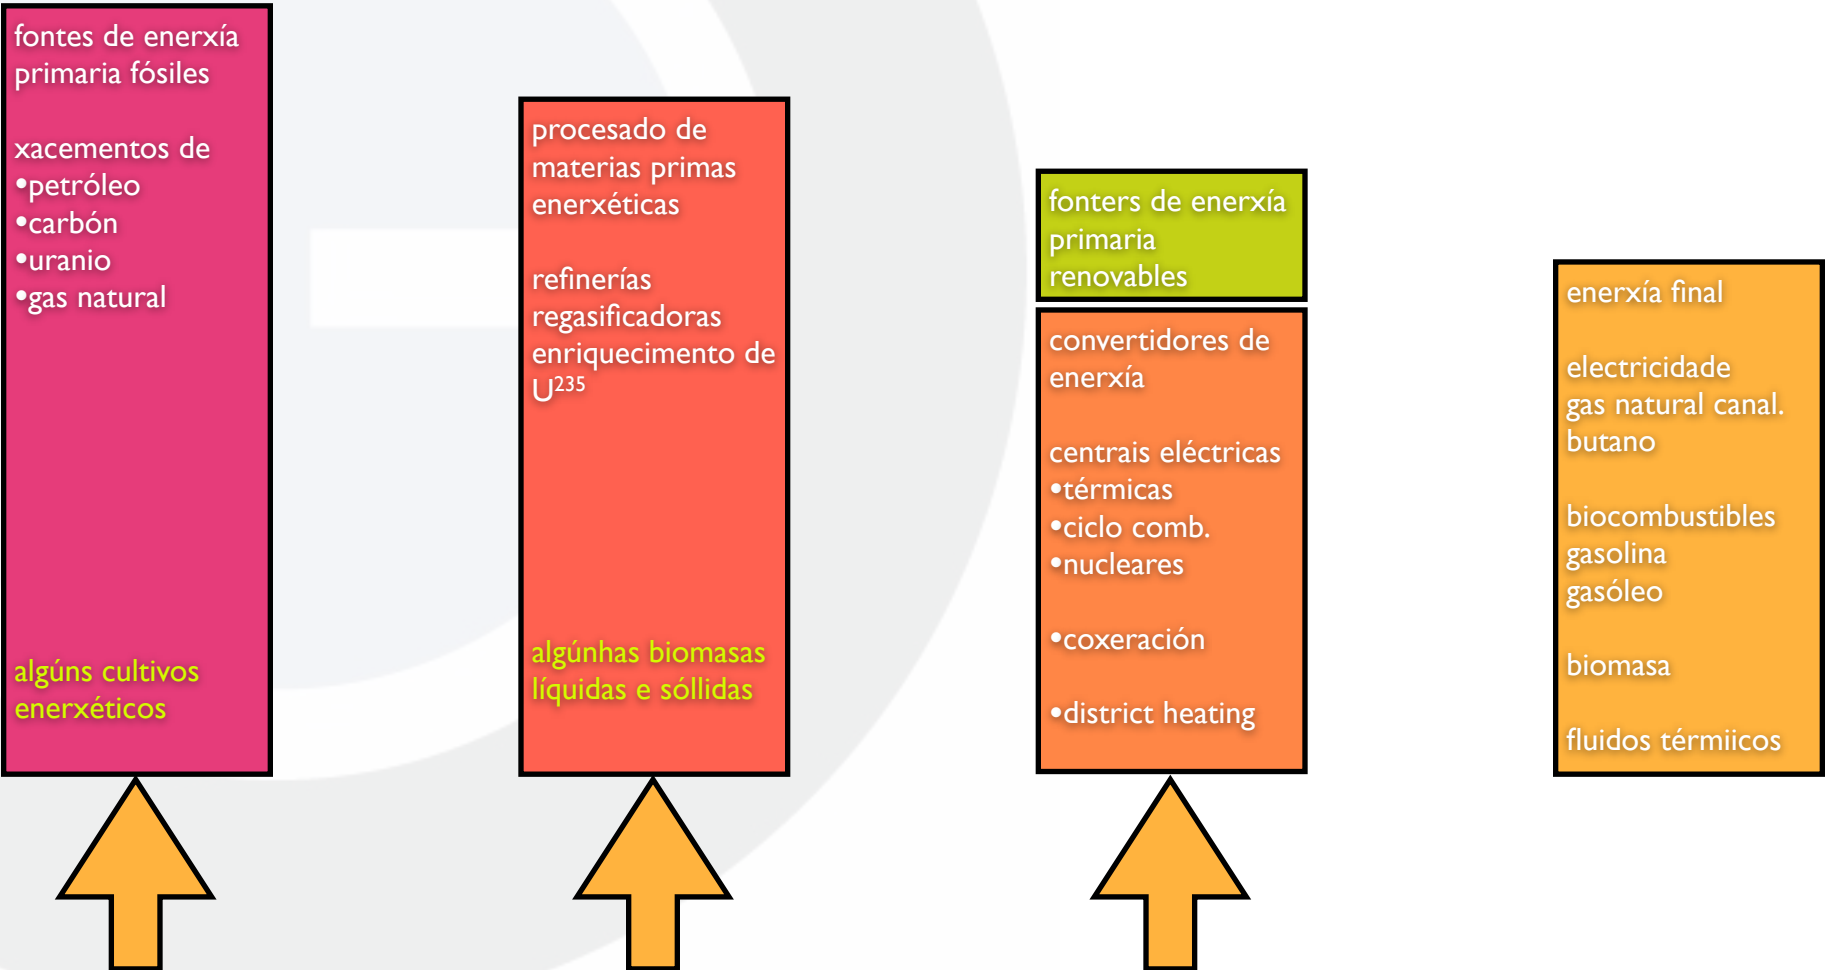 fontes de enerxía
primaria fósiles
xacementos de
•petróleo
•carbón
•uranio
•gas natural
algúns cultivos
enerxéticos
procesado de
materias primas
enerxéticas
refinerías
regasificadoras
enriquecimento de
U²³⁵
algúnhas biomasas
líquidas e sóllidas
fonters de enerxía
primaria
renovables
convertidores de
enerxía
centrais eléctricas
•térmicas
•ciclo comb.
•nucleares
•coxeración
•district heating
enerxía final
electricidade
gas natural canal.
butano
biocombustibles
gasolina
gasóleo
biomasa
fluidos térmiicos